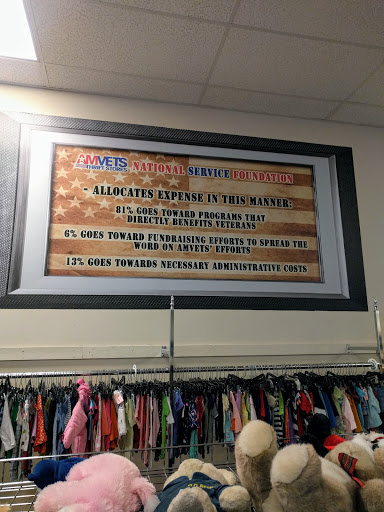 AMVETS NATIONAL SERVICE FOUNDATION
THRIFT STORES
- ALLOCATES EXPENSE IN THIS MANNER:
81% GOES TOWARD PROGRAMS THAT
DIRECTLY BENEFITS VETERANS
6% GOES TOWARD FUNDRAISING EFFORTS TO SPREAD THE
WORD ON AMVETS' EFFORTS
13% GOES TOWARDS NECESSARY ADMINISTRATIVE COSTS